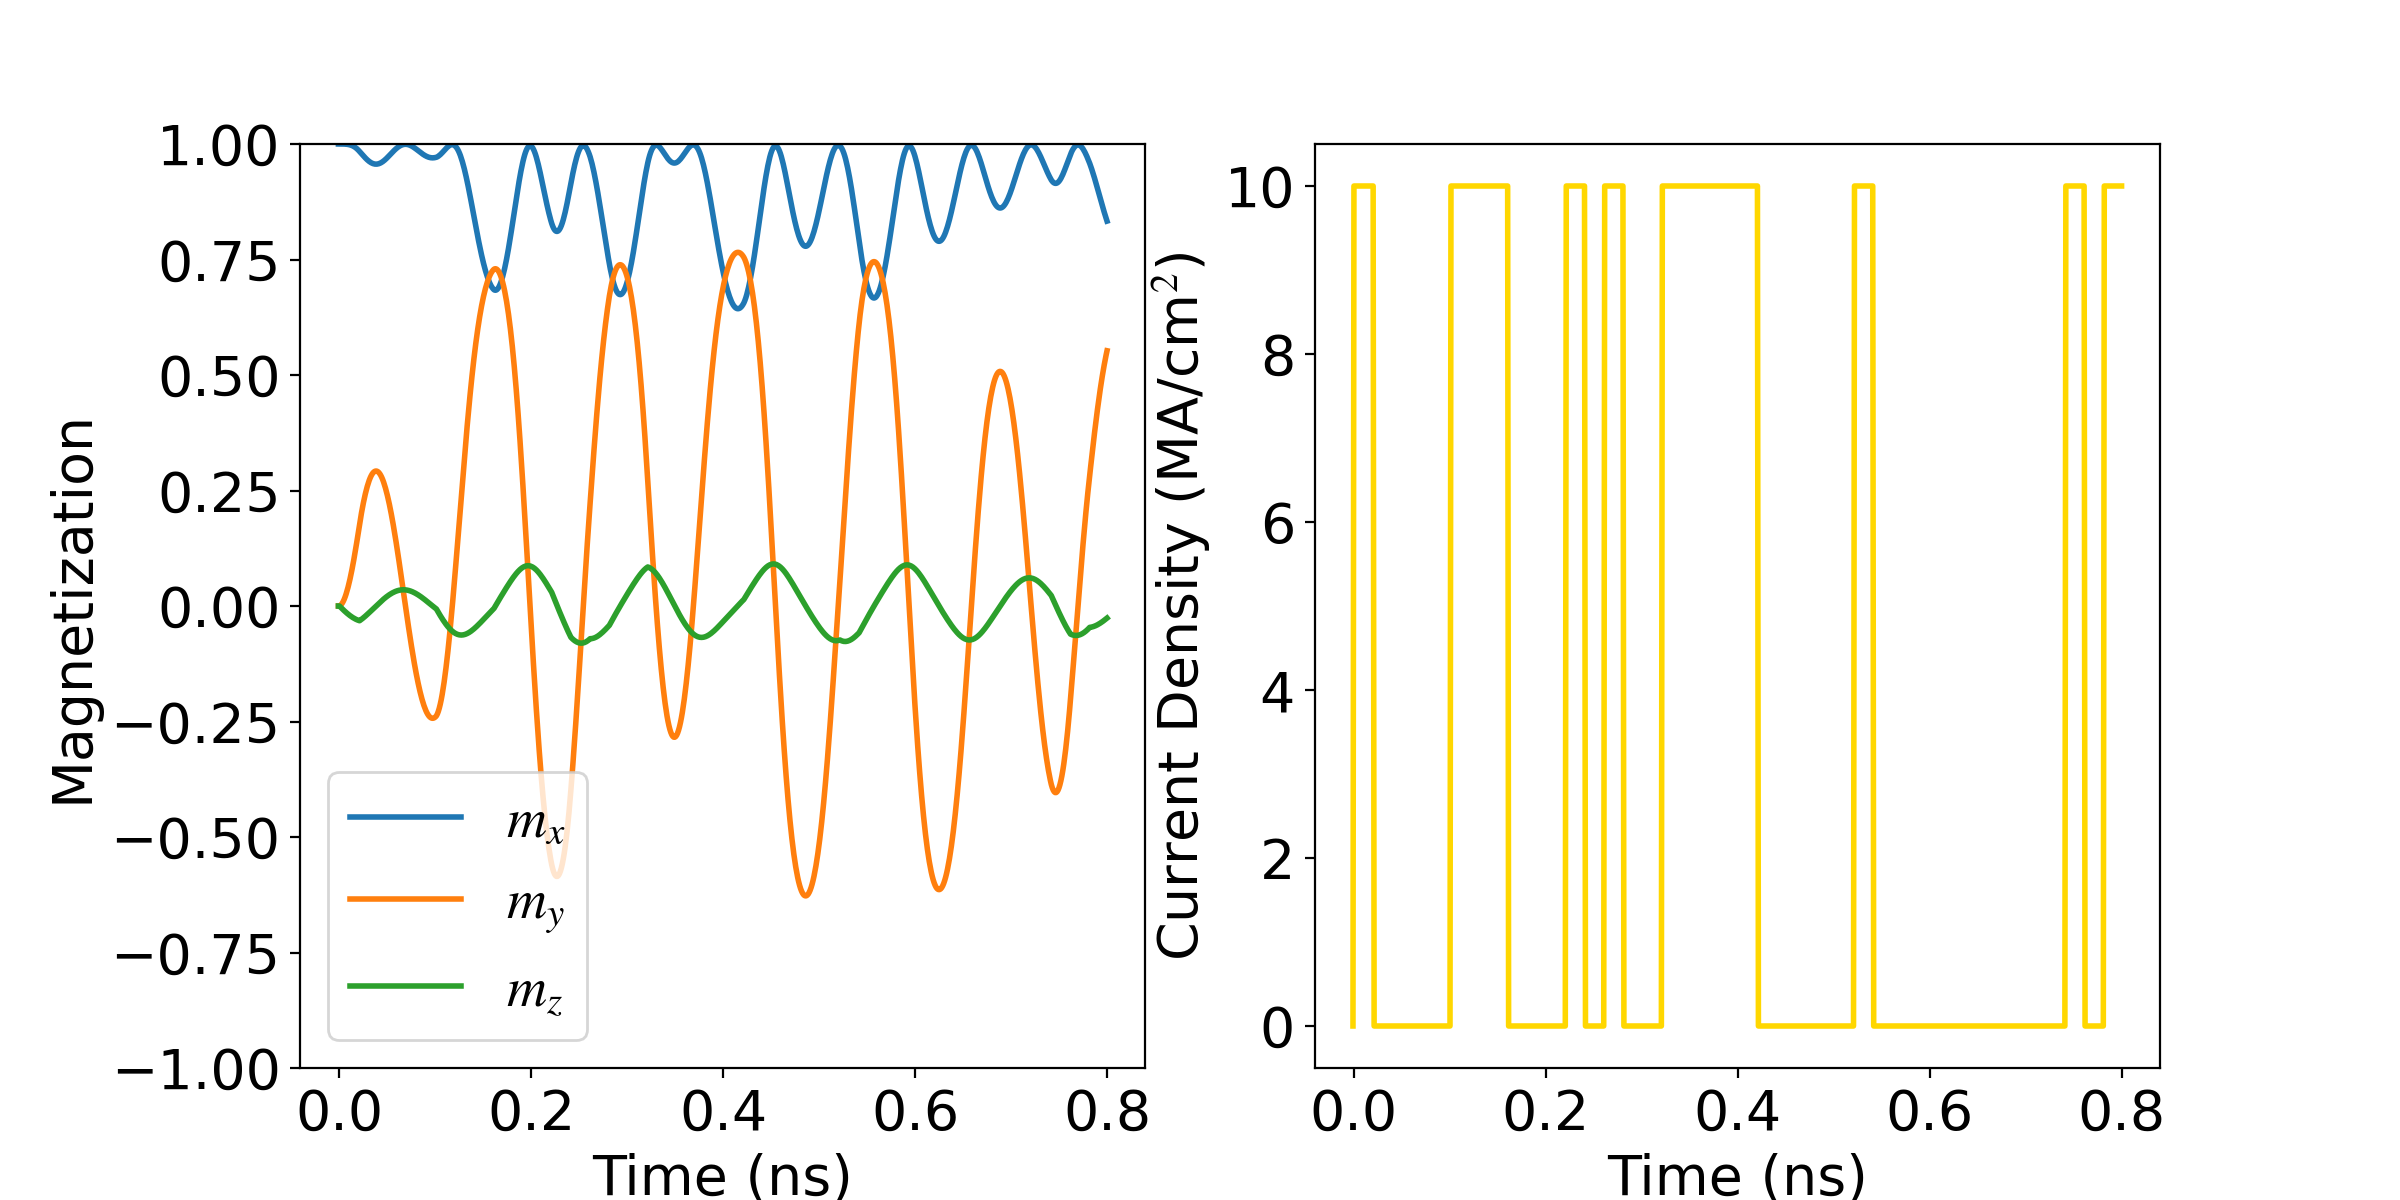 Magnetization
1.00
0.75
0.50
0.25
0.00
−0.25
−0.50
−0.75
−1.00
m_x
m_y
m_z
0.0 0.2 0.4 0.6 0.8
Time (ns)
Current Density (MA/cm²)
10
8
6
4
2
0
0.0 0.2 0.4 0.6 0.8
Time (ns)